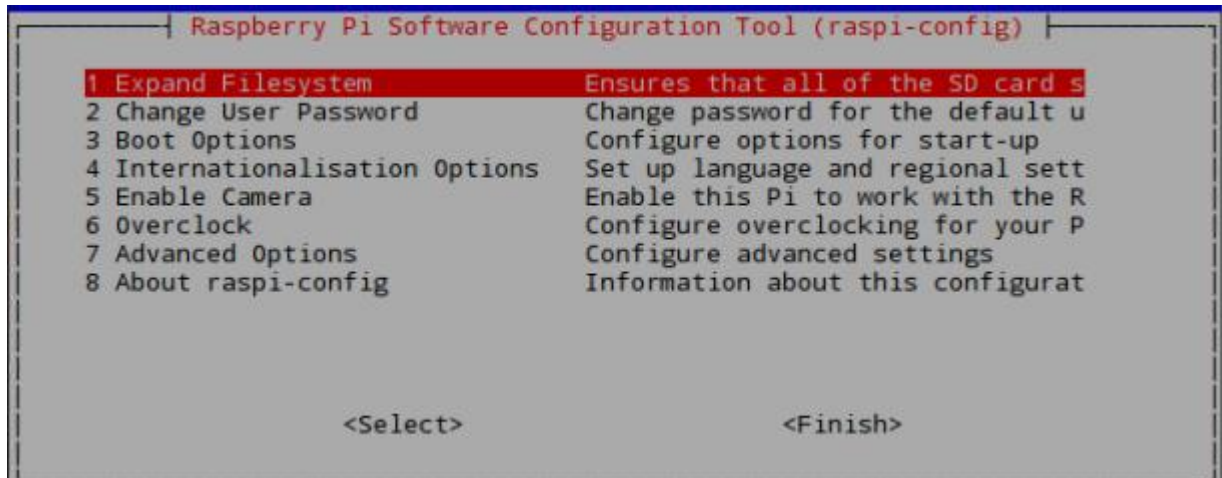 Raspberry Pi Software Configuration Tool (raspi-config)
1 Expand Filesystem Ensures that all of the SD card s
2 Change User Password Change password for the default u
3 Boot Options Configure options for start-up
4 Internationalisation Options Set up language and regional sett
5 Enable Camera Enable this Pi to work with the R
6 Overclock Configure overclocking for your P
7 Advanced Options Configure advanced settings
8 About raspi-config Information about this configurat
<Select> <Finish>